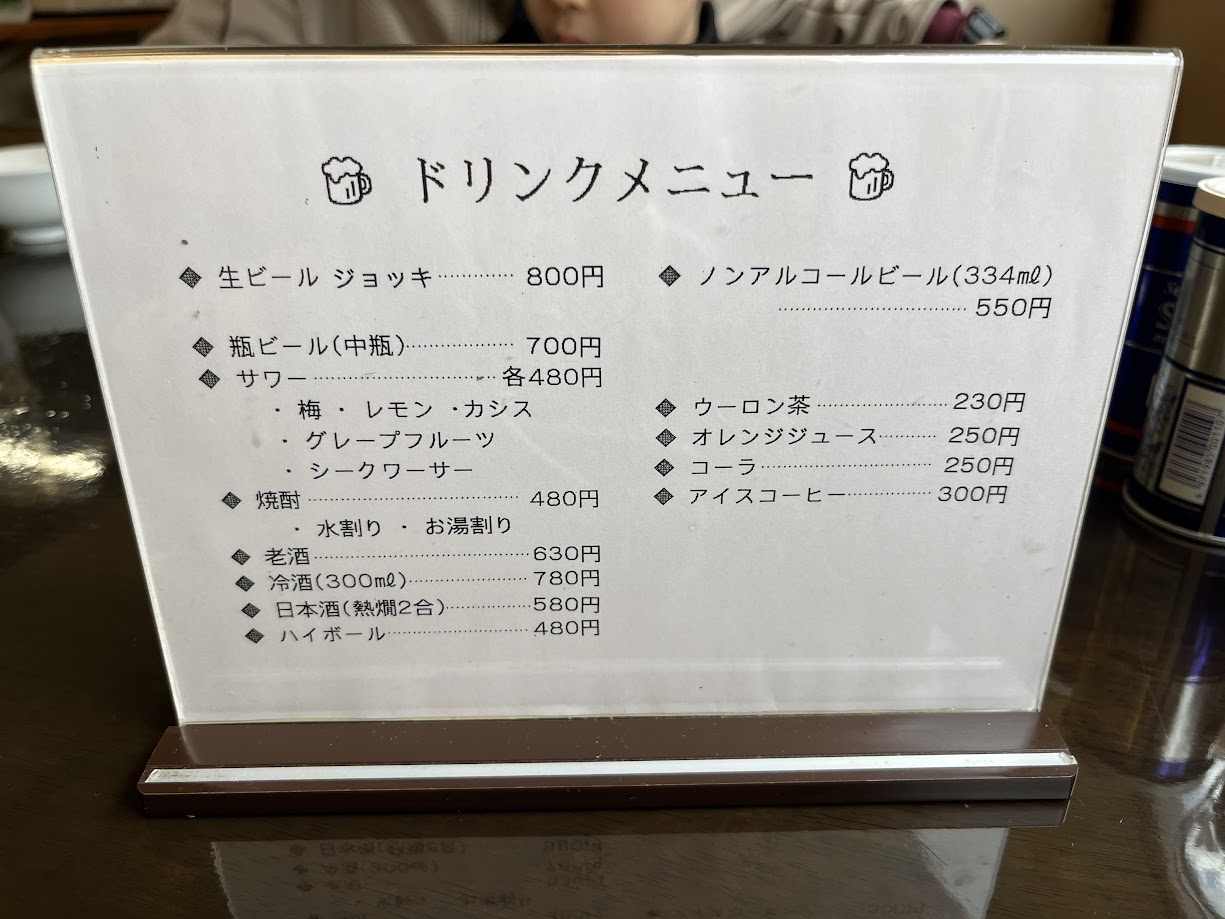 ドリンクメニュー
◆ 生ビール ジョッキ………… 800円
◆ 瓶ビール(中瓶)……………… 700円
◆ サワー…………………………各480円
・ 梅 ・ レモン ・カシス
・ グレープフルーツ
・ シークワーサー
◆ 焼酎……………………………… 480円
・ 水割り ・ お湯割り
◆ 老酒………………………………630円
◆ 冷酒(300㎖)………………… 780円
◆ 日本酒(熱燗2合)……………580円
◆ ハイボール……………………480円
◆ ノンアルコールビール(334㎖)
………………………… 550円
◆ ウーロン茶………………… 230円
◆ オレンジジュース……… 250円
◆ コーラ……………………… 250円
◆ アイスコーヒー…………… 300円